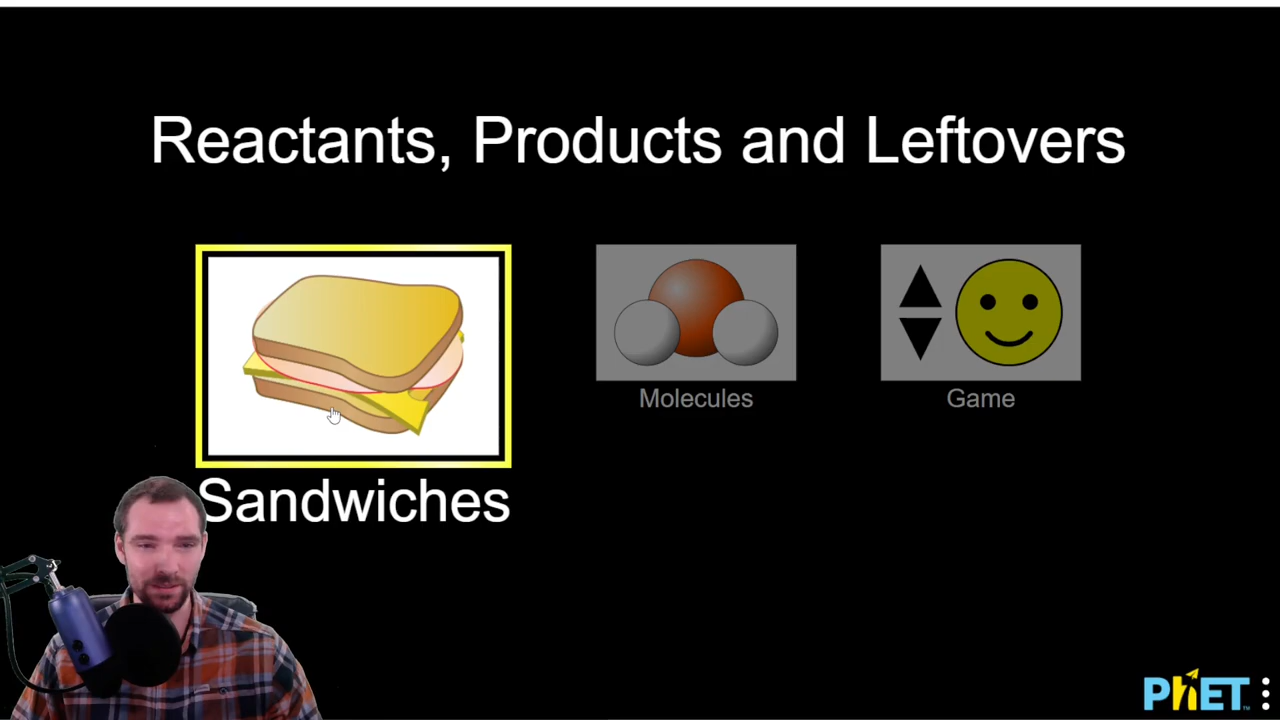 Reactants, Products and Leftovers
Sandwiches
Molecules
Game
PhET